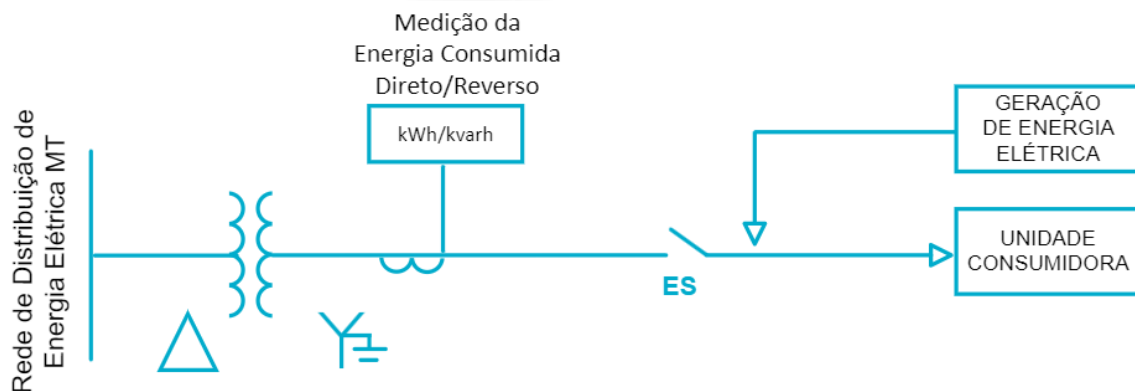 Medição da
Energia Consumida
Direto/Reverso
kWh/kvarh
Rede de Distribuição de
Energia Elétrica MT
ES
GERAÇÃO
DE ENERGIA
ELÉTRICA
UNIDADE
CONSUMIDORA